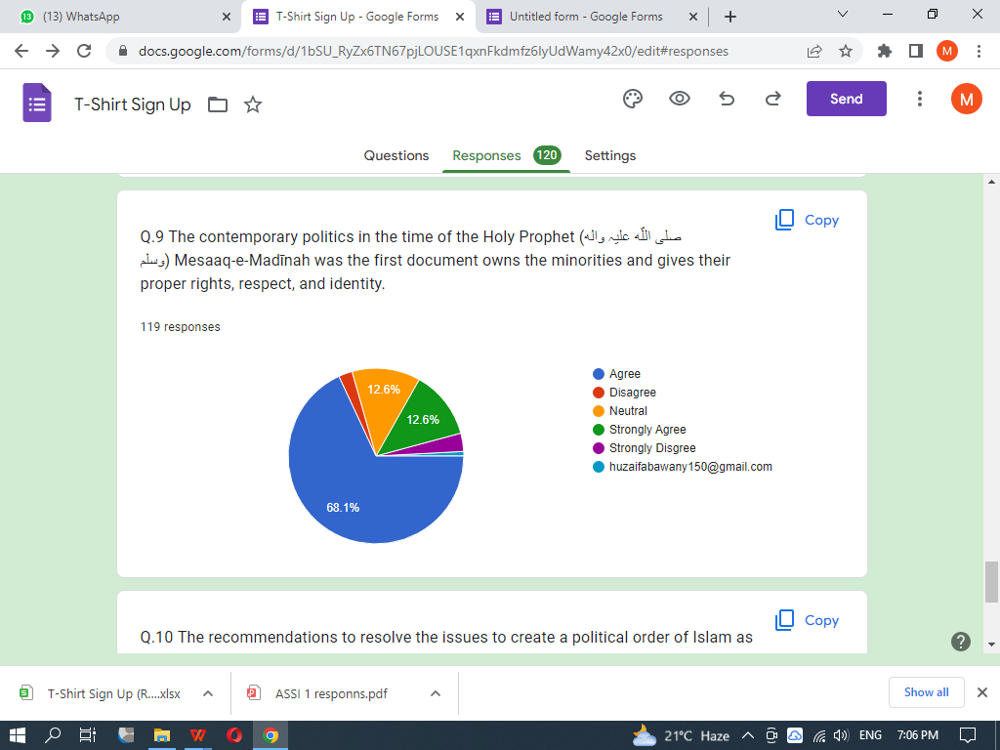 (13) WhatsApp
T-Shirt Sign Up - Google Forms
Untitled form - Google Forms
docs.google.com/forms/d/1bSU_RyZx6TN67pjLOUSE1qxnFkdmfz6lyUdWamy42x0/edit#responses
M
T-Shirt Sign Up
Send
M
Questions
Responses 120
Settings
Copy
Q.9 The contemporary politics in the time of the Holy Prophet (صلى اللّٰه عليہ واله
وسلم) Mesaaq-e-Madīnah was the first document owns the minorities and gives their
proper rights, respect, and identity.
119 responses
12.6%
12.6%
68.1%
Agree
Disagree
Neutral
Strongly Agree
Strongly Disgree
huzaifabawany150@gmail.com
Copy
Q.10 The recommendations to resolve the issues to create a political order of Islam as
T-Shirt Sign Up (R....xlsx
ASSI 1 responns.pdf
Show all
21°C Haze
ENG
7:06 PM